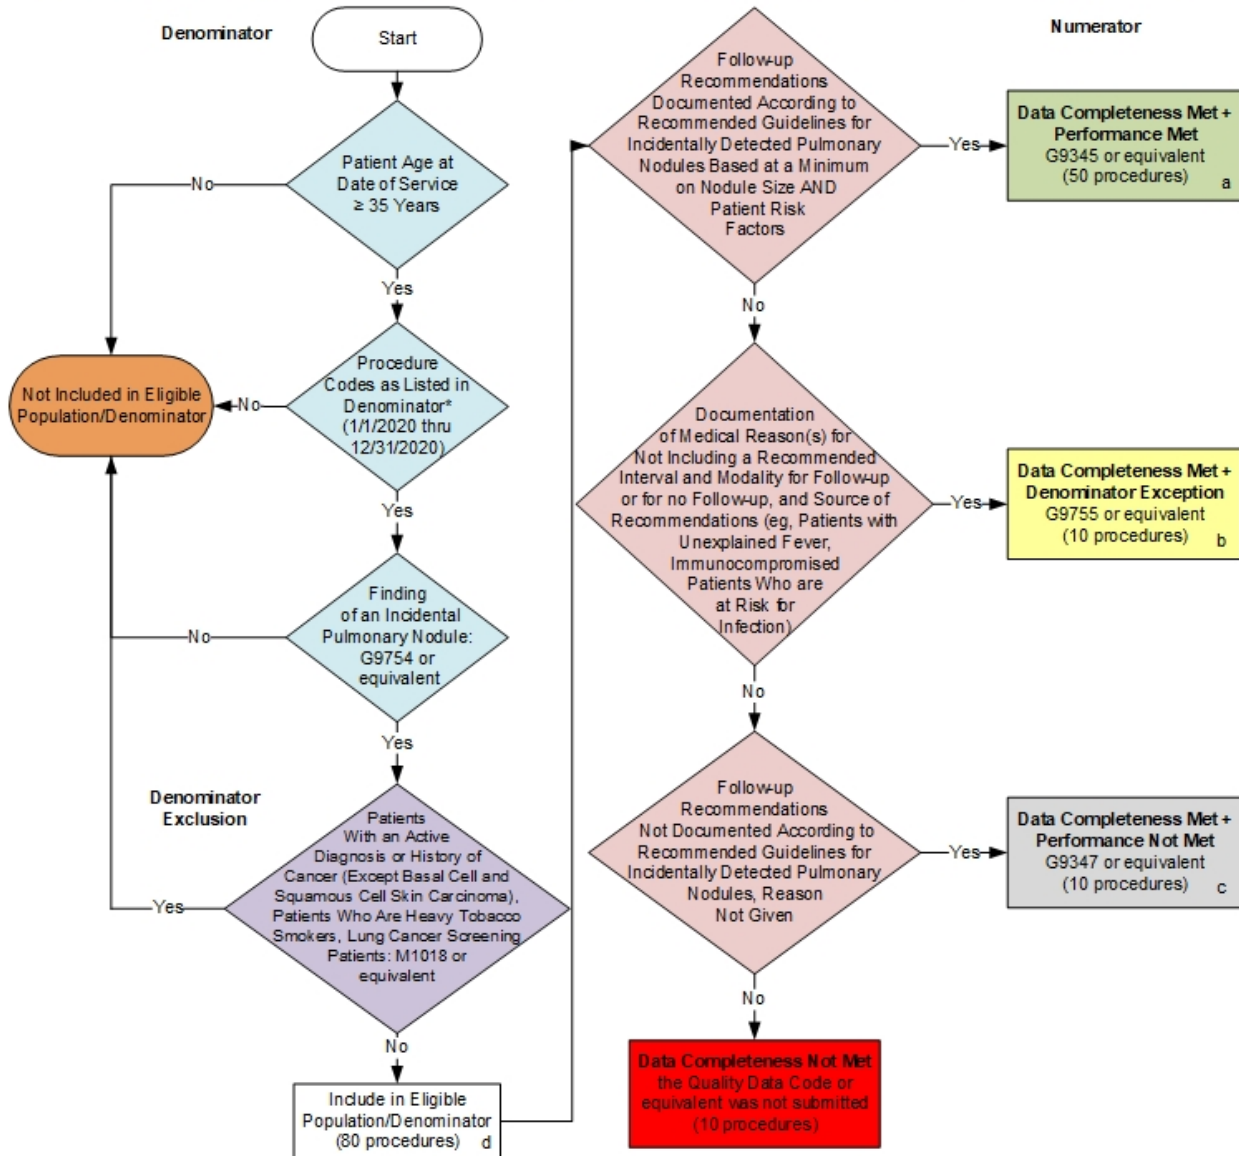 Denominator
Start
Patient Age at
Date of Service
≥ 35 Years
No
Yes
Procedure
Codes as Listed in
Denominator*
(1/1/2020 thru
12/31/2020)
No
Not Included in Eligible
Population/Denominator
Yes
Finding
of an Incidental
Pulmonary Nodule:
G9754 or
equivalent
No
Yes
Denominator
Exclusion
Patients
With an Active
Diagnosis or History of
Cancer (Except Basal Cell and
Squamous Cell Skin Carcinoma),
Patients Who Are Heavy Tobacco
Smokers, Lung Cancer Screening
Patients: M1018 or
equivalent
Yes
No
Include in Eligible
Population/Denominator
(80 procedures) d
Numerator
Follow-up
Recommendations
Documented According to
Recommended Guidelines for
Incidentally Detected Pulmonary
Nodules Based at a Minimum
on Nodule Size AND
Patient Risk
Factors
Yes
Data Completeness Met +
Performance Met
G9345 or equivalent
(50 procedures) a
No
Documentation
of Medical Reason(s) for
Not Including a Recommended
Interval and Modality for Follow-up
or for no Follow-up, and Source of
Recommendations (eg, Patients with
Unexplained Fever,
Immunocompromised
Patients Who are
at Risk for
Infection)
Yes
Data Completeness Met +
Denominator Exception
G9755 or equivalent
(10 procedures) b
No
Follow-up
Recommendations
Not Documented According to
Recommended Guidelines for
Incidentally Detected Pulmonary
Nodules, Reason
Not Given
Yes
Data Completeness Met +
Performance Not Met
G9347 or equivalent
(10 procedures) c
No
Data Completeness Not Met
the Quality Data Code or
equivalent was not submitted
(10 procedures)